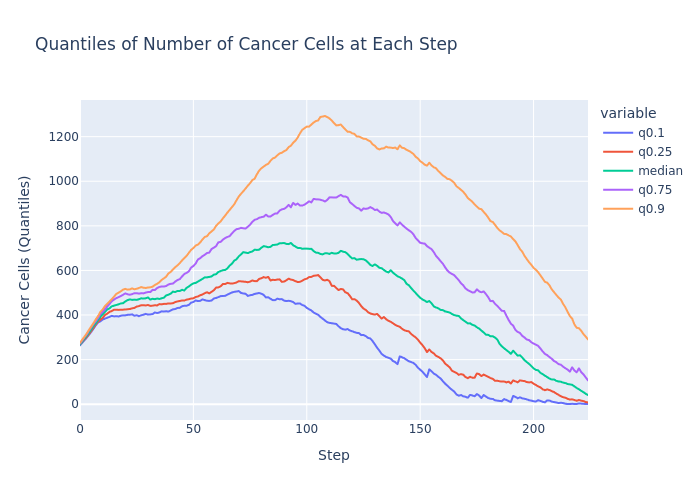 Quantiles of Number of Cancer Cells at Each Step
variable
q0.1
q0.25
median
q0.75
q0.9
Cancer Cells (Quantiles)
1200
1000
800
600
400
200
0
0 50 100 150 200
Step